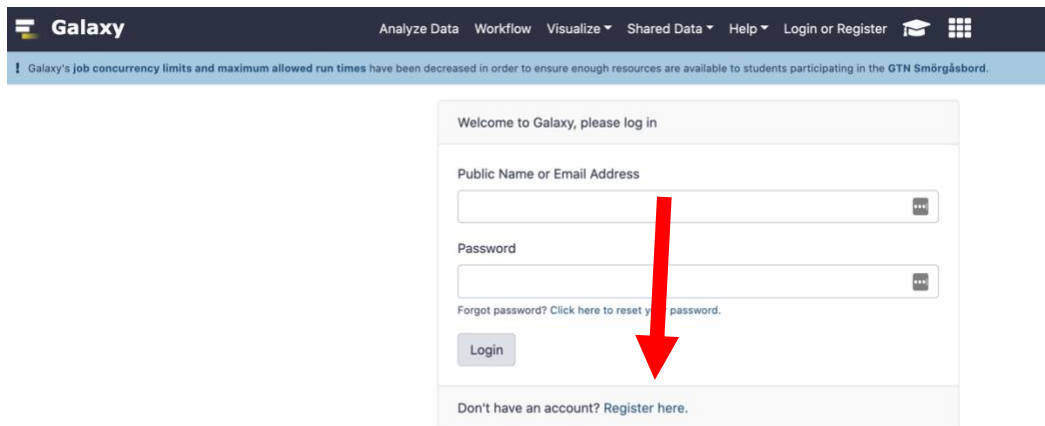 Galaxy Analyze Data Workflow Visualize Shared Data Help Login or Register
! Galaxy's job concurrency limits and maximum allowed run times have been decreased in order to ensure enough resources are available to students participating in the GTN Smörgåsbord.
Welcome to Galaxy, please log in
Public Name or Email Address
Password
Forgot password? Click here to reset your password.
Login
Don't have an account? Register here.